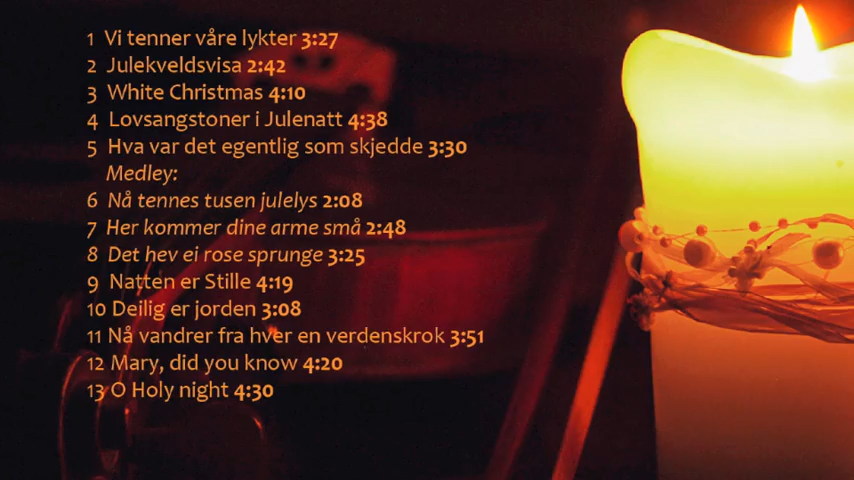 1 Vi tenner våre lykter 3:27
2 Julekveldsvisa 2:42
3 White Christmas 4:10
4 Lovsangstoner i Julenatt 4:38
5 Hva var det egentlig som skjedde 3:30
Medley:
6 Nå tennes tusen julelys 2:08
7 Her kommer dine arme små 2:48
8 Det hev ei rose sprunge 3:25
9 Natten er Stille 4:19
10 Deilig er jorden 3:08
11 Nå vandrer fra hver en verdenskrok 3:51
12 Mary, did you know 4:20
13 O Holy night 4:30